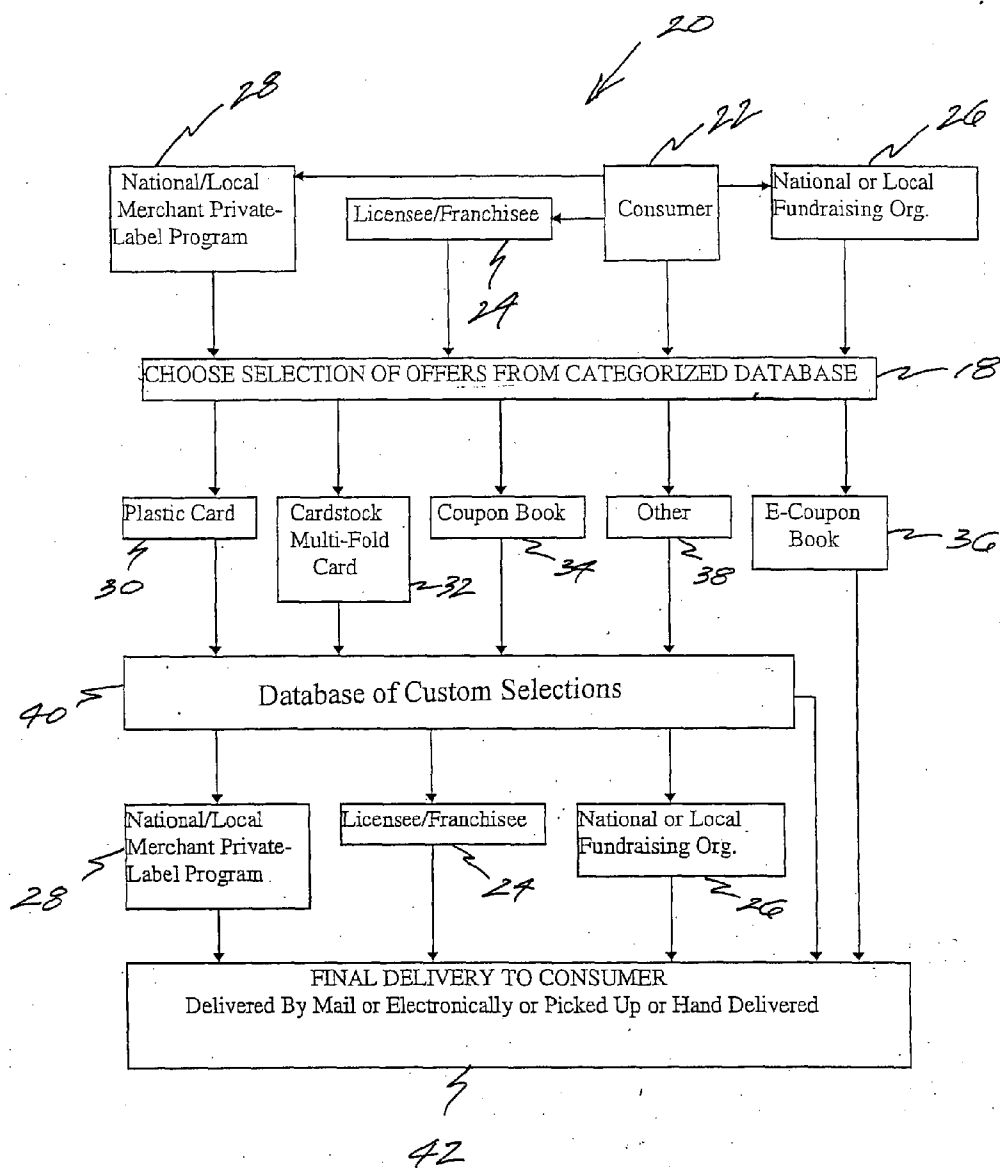 20
28
22
26
National/Local
Merchant Private-
Label Program
Licensee/Franchisee
Consumer
National or Local
Fundraising Org.
24
CHOOSE SELECTION OF OFFERS FROM CATEGORIZED DATABASE
18
Plastic Card
Cardstock
Multi-Fold
Card
Coupon Book
Other
E-Coupon
Book
30
32
34
38
36
Database of Custom Selections
40
National/Local
Merchant Private-
Label Program
Licensee/Franchisee
National or Local
Fundraising Org.
28
24
26
FINAL DELIVERY TO CONSUMER
Delivered By Mail or Electronically or Picked Up or Hand Delivered
42